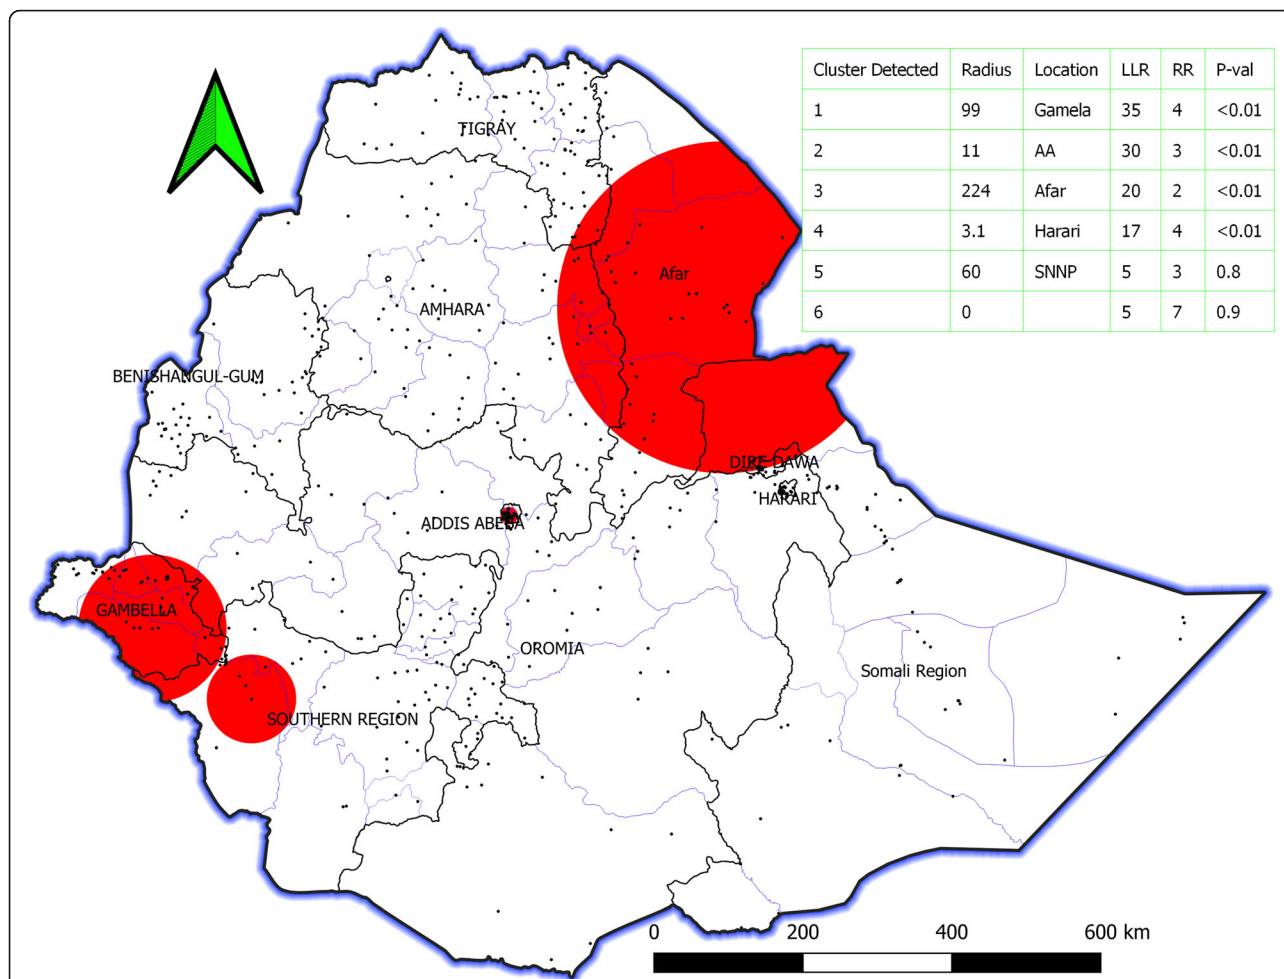 Cluster Detected Radius Location LLR RR P-val
1 99 Gamela 35 4 <0.01
2 11 AA 30 3 <0.01
3 224 Afar 20 2 <0.01
4 3.1 Harari 17 4 <0.01
5 60 SNNP 5 3 0.8
6 0 5 7 0.9
TIGRAY
Afar
AMHARA
BENISHANGUL-GUM
DIRE DAWA
HARARI
ADDIS ABEBA
GAMBELLA
OROMIA
Somali Region
SOUTHERN REGION
0 200 400 600 km